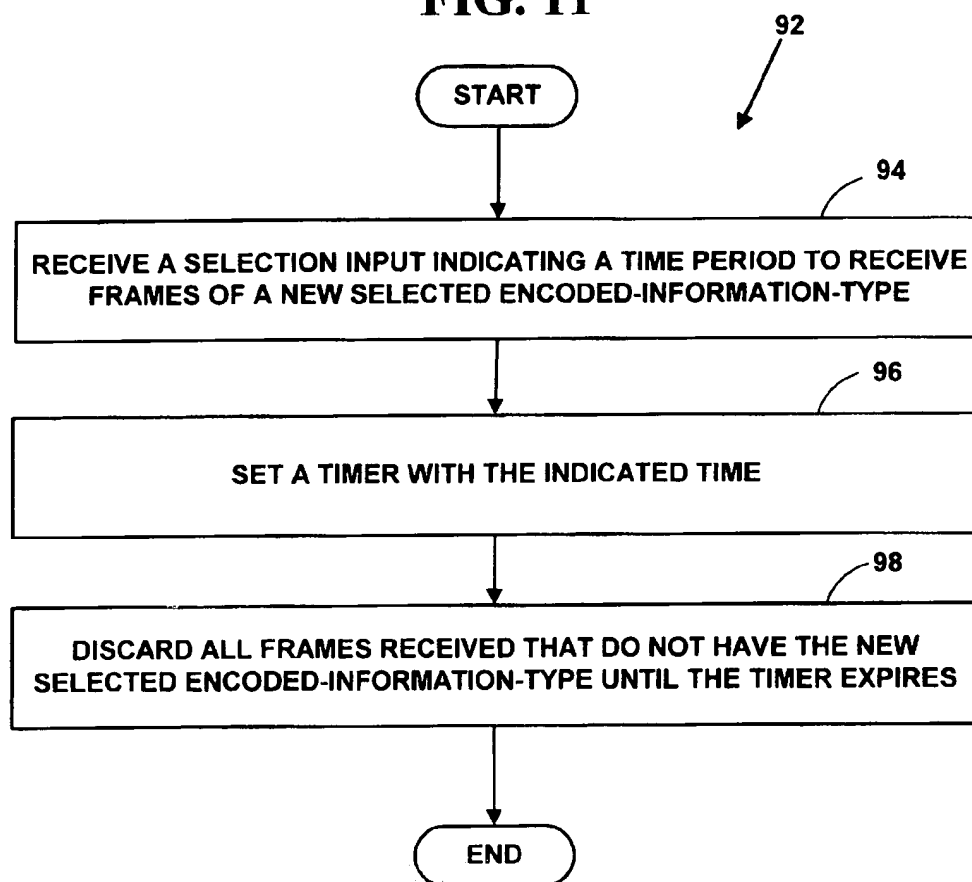 FIG. 11
92
START
94
RECEIVE A SELECTION INPUT INDICATING A TIME PERIOD TO RECEIVE
FRAMES OF A NEW SELECTED ENCODED-INFORMATION-TYPE
96
SET A TIMER WITH THE INDICATED TIME
98
DISCARD ALL FRAMES RECEIVED THAT DO NOT HAVE THE NEW
SELECTED ENCODED-INFORMATION-TYPE UNTIL THE TIMER EXPIRES
END